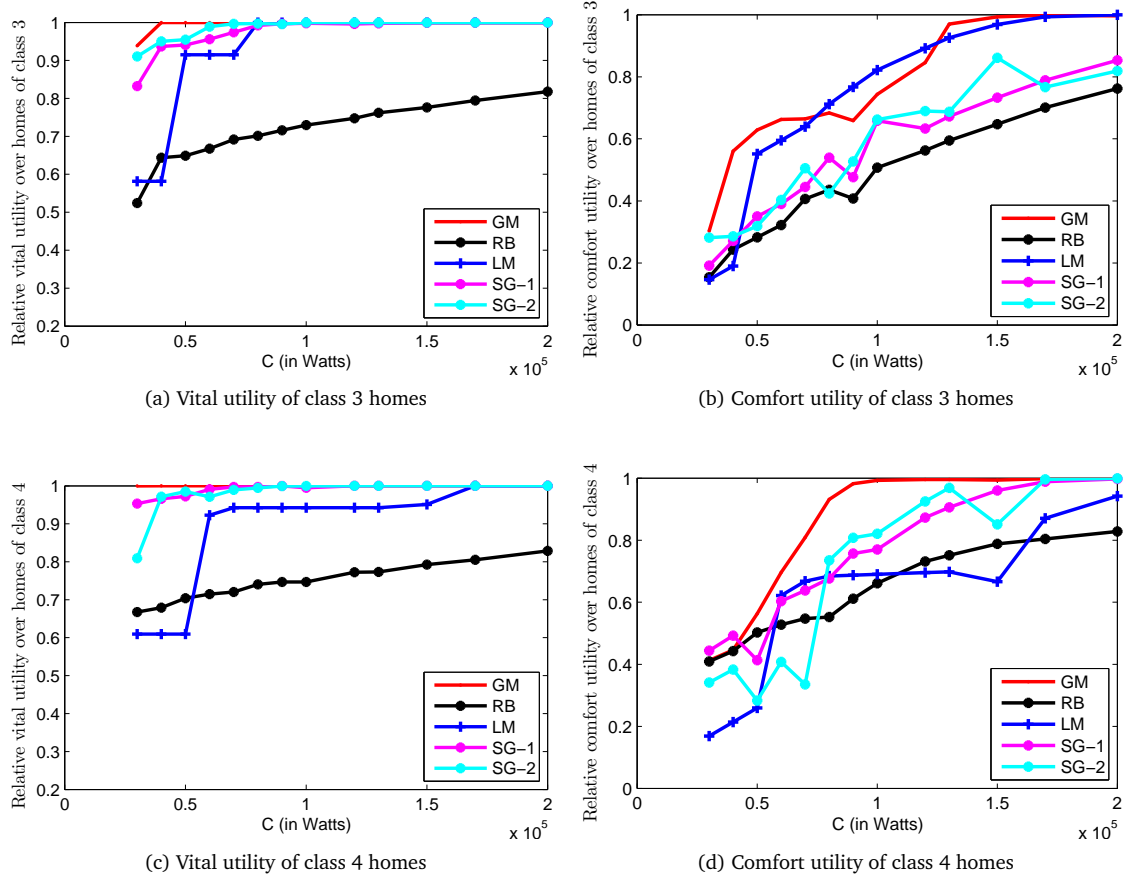 Relative vital utility over homes of class 3
1
0.9
0.8
0.7
0.6
0.5
0.4
0.3
0.2
0
0.5
1
1.5
2
x 10^5
C (in Watts)
GM
RB
LM
SG−1
SG−2
(a) Vital utility of class 3 homes
Relative comfort utility over homes of class 3
1
0.8
0.6
0.4
0.2
0
0
0.5
1
1.5
2
x 10^5
C (in Watts)
GM
RB
LM
SG−1
SG−2
(b) Comfort utility of class 3 homes
Relative vital utility over homes of class 4
1
0.9
0.8
0.7
0.6
0.5
0.4
0.3
0.2
0
0.5
1
1.5
2
x 10^5
C (in Watts)
GM
RB
LM
SG−1
SG−2
(c) Vital utility of class 4 homes
Relative comfort utility over homes of class 4
1
0.8
0.6
0.4
0.2
0
0
0.5
1
1.5
2
x 10^5
C (in Watts)
GM
RB
LM
SG−1
SG−2
(d) Comfort utility of class 4 homes